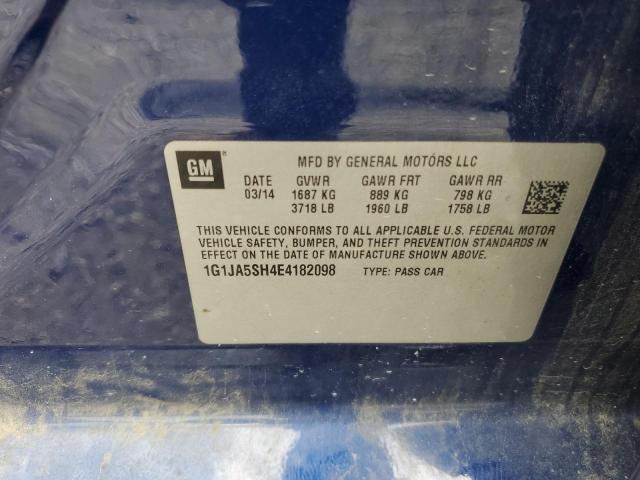 GM ® MFD BY GENERAL MOTORS LLC
DATE GVWR GAWR FRT GAWR RR
03/14 1687 KG 889 KG 798 KG
3718 LB 1960 LB 1758 LB
THIS VEHICLE CONFORMS TO ALL APPLICABLE U.S. FEDERAL MOTOR
VEHICLE SAFETY, BUMPER, AND THEFT PREVENTION STANDARDS IN
EFFECT ON THE DATE OF MANUFACTURE SHOWN ABOVE.
1G1JA5SH4E4182098 TYPE: PASS CAR